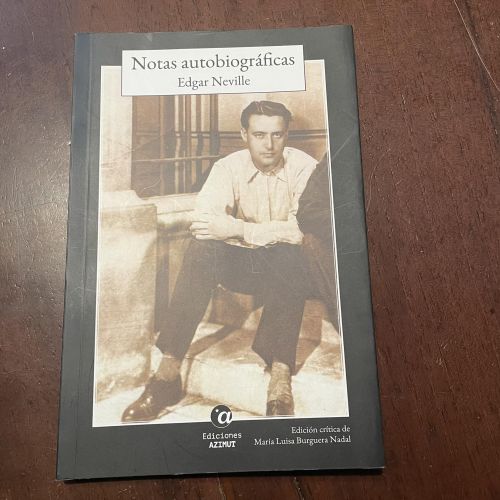 Notas autobiográficas
Edgar Neville
a
Ediciones
AZIMUT
Edición crítica de
María Luisa Burguera Nadal